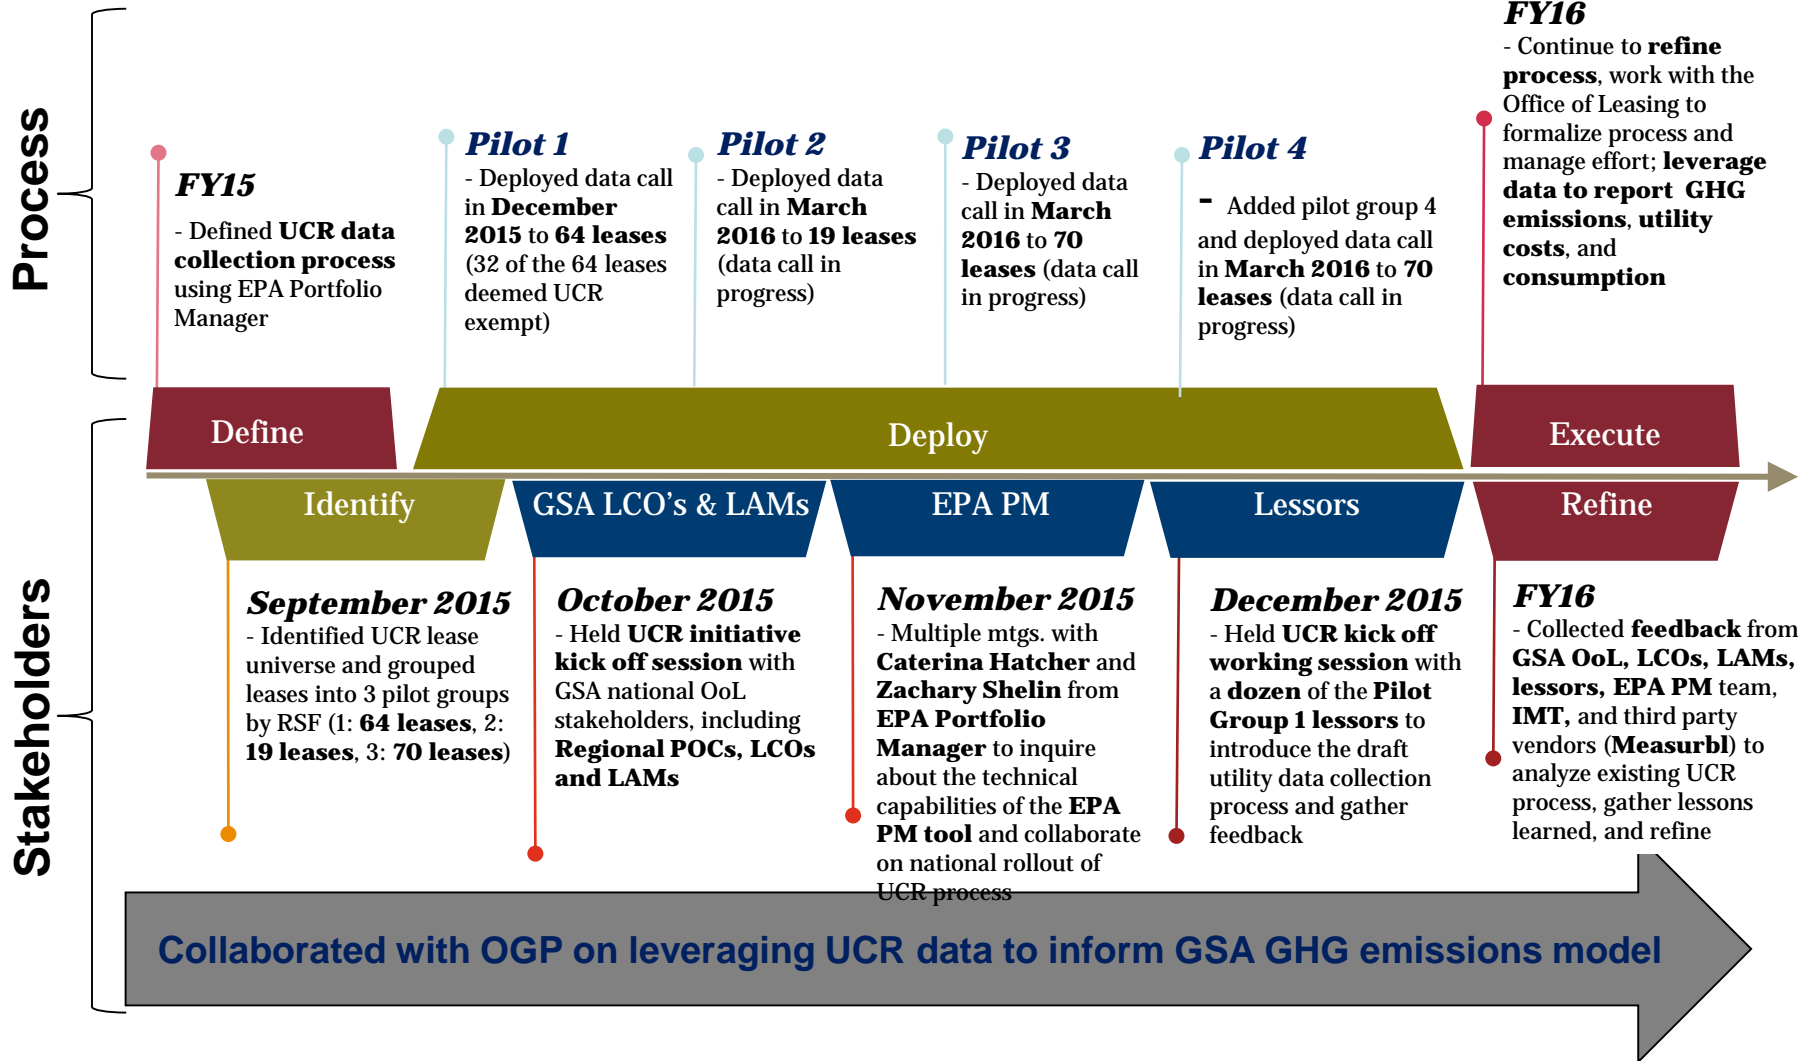 Process
FY15
- Defined UCR data
collection process
using EPA Portfolio
Manager
Pilot 1
- Deployed data call
in December
2015 to 64 leases
(32 of the 64 leases
deemed UCR
exempt)
Pilot 2
- Deployed data
call in March
2016 to 19 leases
(data call in
progress)
Pilot 3
- Deployed data
call in March
2016 to 70
leases (data call
in progress)
Pilot 4
- Added pilot group 4
and deployed data call
in March 2016 to 70
leases (data call in
progress)
FY16
- Continue to refine
process, work with the
Office of Leasing to
formalize process and
manage effort; leverage
data to report GHG
emissions, utility
costs, and
consumption
Define
Deploy
Execute
Stakeholders
Identify
GSA LCO’s & LAMs
EPA PM
Lessors
Refine
September 2015
- Identified UCR lease
universe and grouped
leases into 3 pilot groups
by RSF (1: 64 leases, 2:
19 leases, 3: 70 leases)
October 2015
- Held UCR initiative
kick off session with
GSA national OoL
stakeholders, including
Regional POCs, LCOs
and LAMs
November 2015
- Multiple mtgs. with
Caterina Hatcher and
Zachary Shelin from
EPA Portfolio
Manager to inquire
about the technical
capabilities of the EPA
PM tool and collaborate
on national rollout of
UCR process
December 2015
- Held UCR kick off
working session with
a dozen of the Pilot
Group 1 lessors to
introduce the draft
utility data collection
process and gather
feedback
FY16
- Collected feedback from
GSA OoL, LCOs, LAMs,
lessors, EPA PM team,
IMT, and third party
vendors (Measurbl) to
analyze existing UCR
process, gather lessons
learned, and refine
Collaborated with OGP on leveraging UCR data to inform GSA GHG emissions model